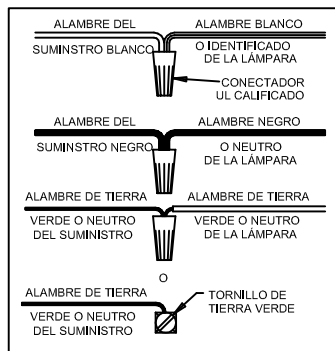 ALAMBRE DEL ALAMBRE BLANCO
SUMINSTRO BLANCO O IDENTIFICADO
DE LA LÁMPARA
CONECTADOR
UL CALIFICADO
ALAMBRE DEL ALAMBRE NEGRO
SUMINSTRO NEGRO O NEUTRO
DE LA LÁMPARA
ALAMBRE DE TIERRA ALAMBRE DE TIERRA
VERDE O NEUTRO VERDE O NEUTRO
DEL SUMINISTRO DE LA LÁMPARA
O
ALAMBRE DE TIERRA TORNILLO DE
TIERRA VERDE
VERDE O NEUTRO
DEL SUMINISTRO